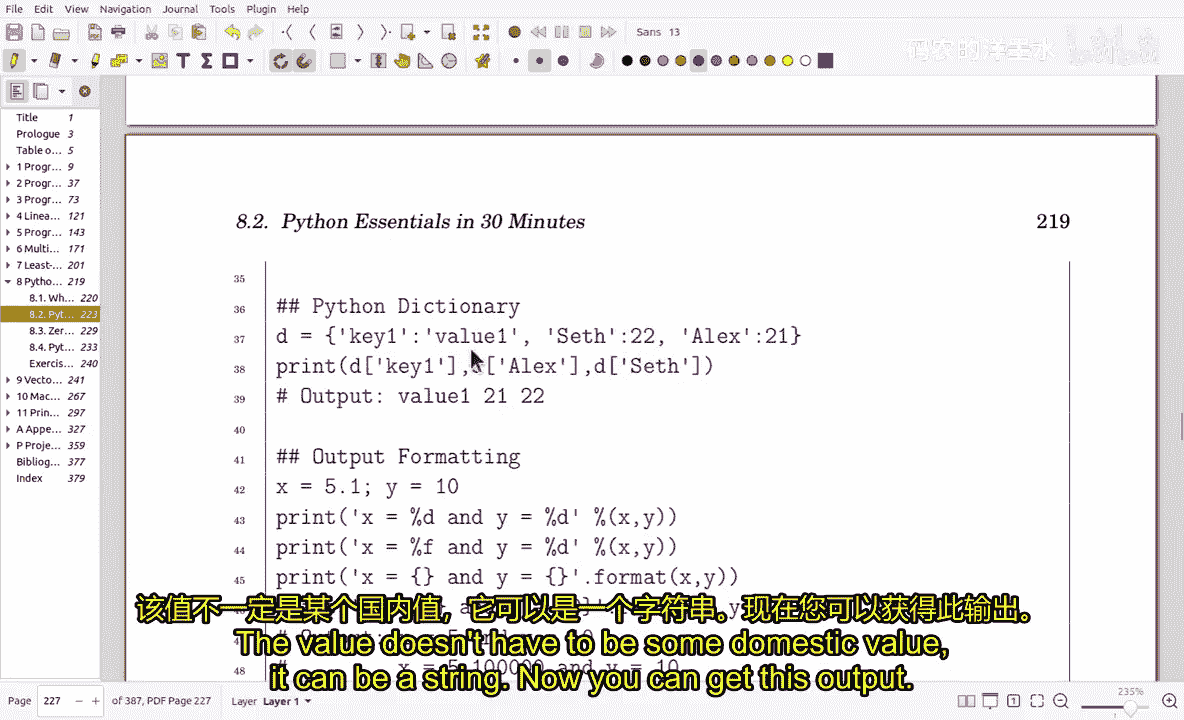 File Edit View Navigation Journal Tools Plugin Help
Sans 13
Title 1
Prologue 3
Table o... 5
1 Progr... 9
2 Progr... 37
3 Progr... 73
4 Linea... 121
5 Progr... 143
6 Multi... 171
7 Least-... 201
8 Pytho... 219
8.1. Wh... 220
8.2. Pyt... 223
8.3. Zer... 229
8.4. Pyt... 233
Exercis... 240
9 Vecto... 241
10 Mac... 267
11 Prin... 297
A Appe... 327
P Proje... 359
Bibliog... 377
Index 379
8.2. Python Essentials in 30 Minutes 219
35
36 ## Python Dictionary
37 d = {'key1':'value1', 'Seth':22, 'Alex':21}
38 print(d['key1'],d['Alex'],d['Seth'])
39 # Output: value1 21 22
40
41 ## Output Formatting
42 x = 5.1; y = 10
43 print('x = %d and y = %d' %(x,y))
44 print('x = %f and y = %d' %(x,y))
45 print('x = {} and y = {}'.format(x,y))
48 # x = 5.100000 and y = 10
该值不一定是某个国内值，它可以是一个字符串。现在您可以获得此输出。
The value doesn't have to be some domestic value,
it can be a string. Now you can get this output.
Page 227 of 387, PDF Page 227 Layer Layer 1 235%